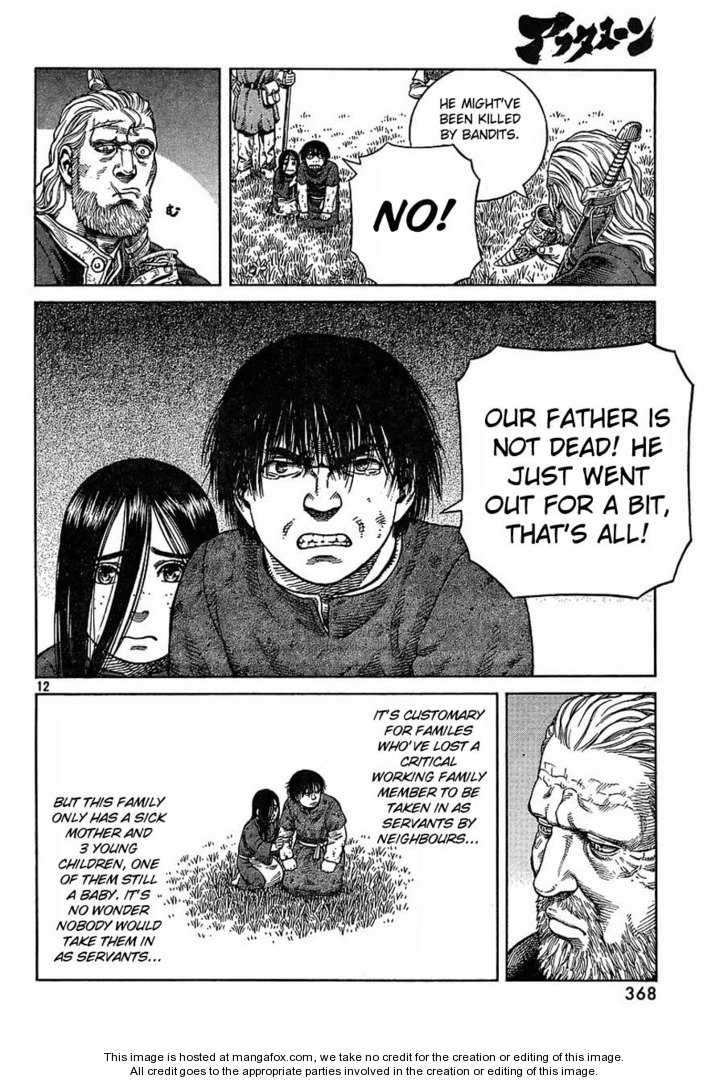 アフタヌーン
HE MIGHT'VE
BEEN KILLED
BY BANDITS.
NO!
む
OUR FATHER IS
NOT DEAD! HE
JUST WENT
OUT FOR A BIT,
THAT'S ALL!
12
IT'S CUSTOMARY
FOR FAMILES
WHO'VE LOST A
CRITICAL
WORKING FAMILY
MEMBER TO BE
TAKEN IN AS
SERVANTS BY
NEIGHBOURS...
BUT THIS FAMILY
ONLY HAS A SICK
MOTHER AND
3 YOUNG
CHILDREN, ONE
OF THEM STILL
A BABY. IT'S
NO WONDER
NOBODY WOULD
TAKE THEM IN
AS SERVANTS...
368
This image is hosted at mangafox.com, we take no credit for the creation or editing of this image.
All credit goes to the appropriate parties involved in the creation or editing of this image.